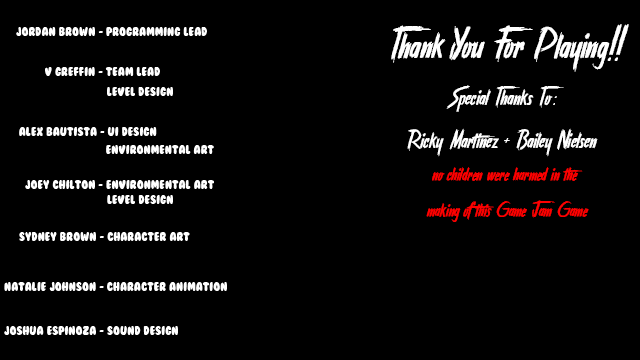 JORDAN BROWN - PROGRAMMING LEAD
V GREFFIN - TEAM LEAD
LEVEL DESIGN
ALEX BAUTISTA - UI DESIGN
ENVIRONMENTAL ART
JOEY CHILTON - ENVIRONMENTAL ART
LEVEL DESIGN
SYDNEY BROWN - CHARACTER ART
NATALIE JOHNSON - CHARACTER ANIMATION
JOSHUA ESPINOZA - SOUND DESIGN
Thank You For Playing!!
Special Thanks To:
Ricky Martinez + Bailey Nielsen
no children were harmed in the
making of this Game Jam Game